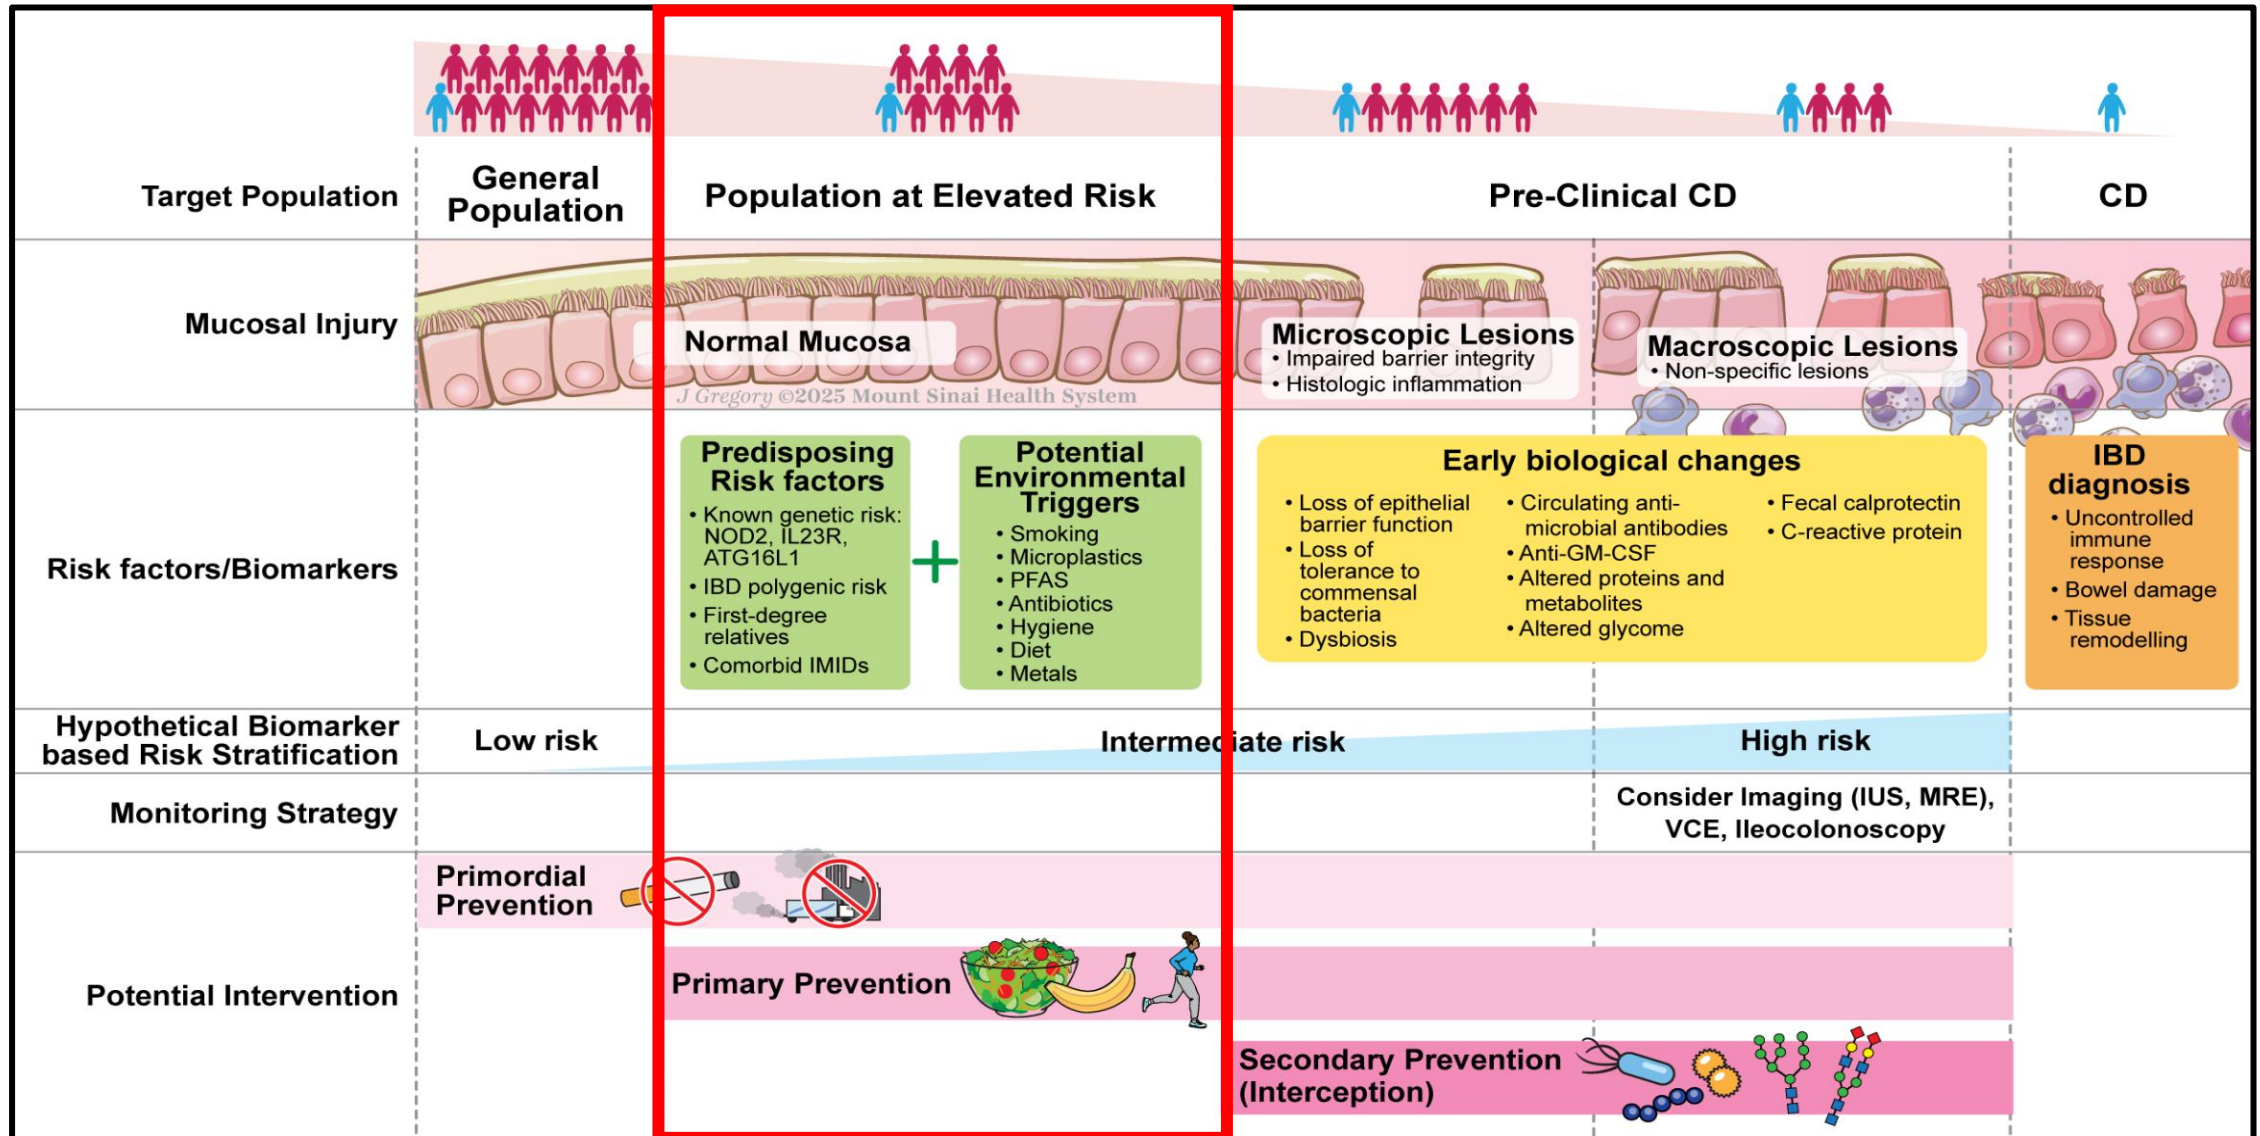 Target Population
General
Population
Population at Elevated Risk
Pre-Clinical CD
CD
Mucosal Injury
Normal Mucosa
J Gregory ©2025 Mount Sinai Health System
Microscopic Lesions
• Impaired barrier integrity
• Histologic inflammation
Macroscopic Lesions
• Non-specific lesions
Risk factors/Biomarkers
Predisposing
Risk factors
• Known genetic risk:
NOD2, IL23R,
ATG16L1
• IBD polygenic risk
• First-degree
relatives
• Comorbid IMIDs
+
Potential
Environmental
Triggers
• Smoking
• Microplastics
• PFAS
• Antibiotics
• Hygiene
• Diet
• Metals
Early biological changes
• Loss of epithelial
barrier function
• Loss of
tolerance to
commensal
bacteria
• Dysbiosis
• Circulating anti-
microbial antibodies
• Anti-GM-CSF
• Altered proteins and
metabolites
• Altered glycome
• Fecal calprotectin
• C-reactive protein
IBD
diagnosis
• Uncontrolled
immune
response
• Bowel damage
• Tissue
remodelling
Hypothetical Biomarker
based Risk Stratification
Low risk
Intermediate risk
High risk
Monitoring Strategy
Consider Imaging (IUS, MRE),
VCE, Ileocolonoscopy
Potential Intervention
Primordial
Prevention
Primary Prevention
Secondary Prevention
(Interception)